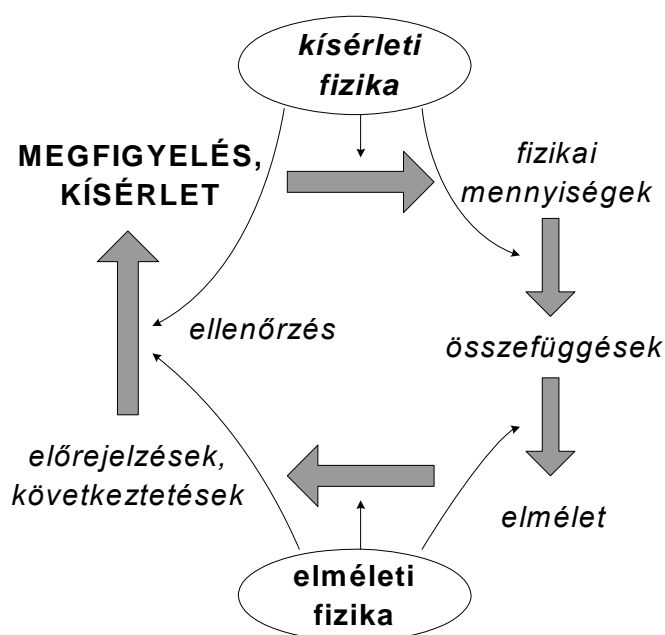 kísérleti
fizika
MEGFIGYELÉS,
KÍSÉRLET
fizikai
mennyiségek
ellenőrzés
összefüggések
előrejelzések,
következtetések
elmélet
elméleti
fizika